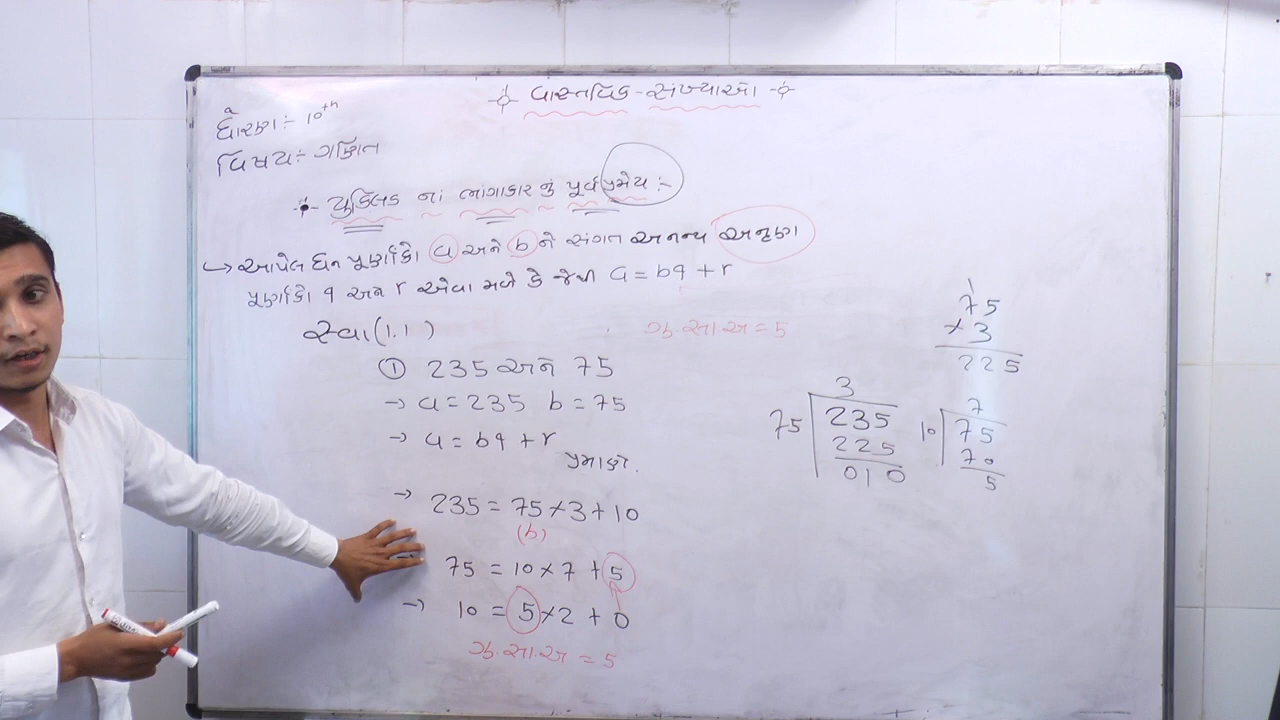 વાસ્તવિક-સંખ્યાઓ
ધોરણ:- 10th
વિષય:- ગણિત
યુક્લિડ નાં ભાગાકાર નું પૂર્વપ્રમેય:-
→ આપેલ ધન પૂર્ણાંકો a અને b ને સંગત અનન્ય અનૃણ
પૂર્ણાંકો q અને r એવા મળે કે જેથી a = bq + r
સ્વા(1.1)
ગુ.સા.અ = 5
① 235 અને 75
→ a = 235 b = 75
→ a = bq + r
પ્રમાણે.
→ 235 = 75 × 3 + 10
(b)
75 = 10 × 7 + 5
→ 10 = 5 × 2 + 0
ગુ.સા.અ = 5
1
75
× 3
225
3
75 235
225
010
7
10 75
70
5